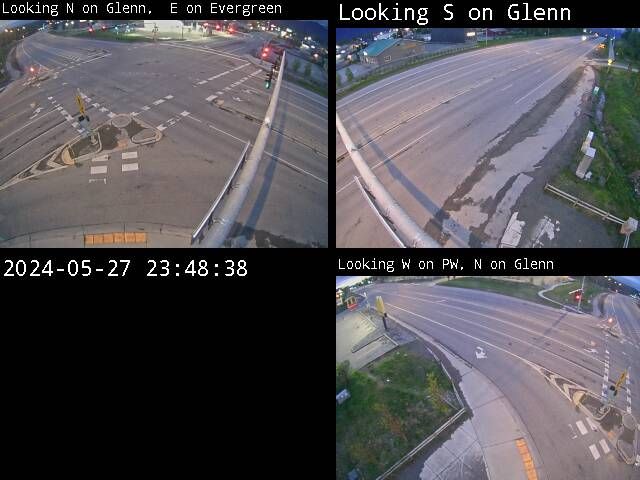 Looking N on Glenn,  E on Evergreen
Looking S on Glenn
2024-05-27 23:48:38
Looking W on PW, N on Glenn